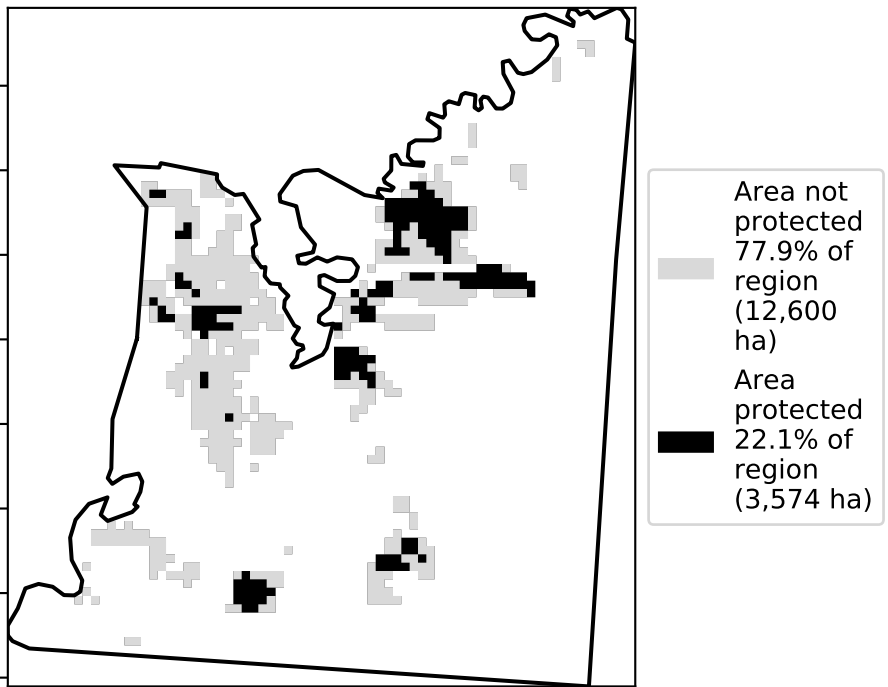 Area not
protected
77.9% of
region
(12,600
ha)
Area
protected
22.1% of
region
(3,574 ha)